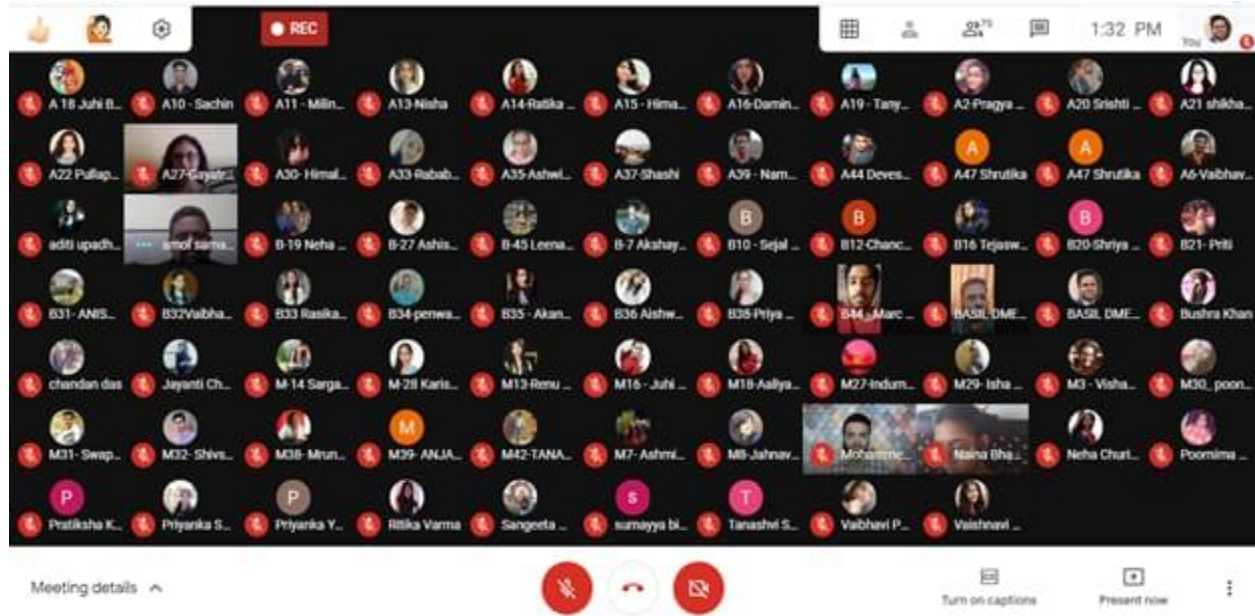 REC 75 1:32 PM You
A 18 Juhi B... A10 - Sachin A11 - Milin... A13-Nisha A14-Ratika ... A15 - Hima... A16-Damin... A19 - Tany... A2-Pragya ... A20 Srishti ... A21 shikha...
A22 Pullap... A27-Gayatr... A30- Himal... A33-Rabab... A35-Ashwi... A37-Shashi A39 - Nam... A44 Deves... A A47 Shrutika A A47 Shrutika A6-Vaibhav...
aditi upadh... amol sarna... B-19 Neha ... B-27 Ashis... B-45 Leena... B-7 Akshay... B B10 - Sejal ... B B12-Chanc... B16 Tejasw... B B20-Shriya ... B21- Priti
B31- ANIS... B32Vaibha... B33 Rasika... B34-penwa... B35 - Akan... B36 Aishw... B38-Priya ... B44 - Marc ... BASIL DME... BASIL DME... Bushra Khan
chandan das Jayanti Ch... M-14 Sarga... M-28 Karis... M13-Renu ... M16 - Juhi ... M18-Aaliya... M27-Indum... M29- Isha ... M3 - Visha... M30_ poon...
M31- Swap... M32- Shivs... M38- Mrun... M M39- ANJA... M42-TANA... M7- Ashmi... M8-Jahnav... Mohamme... Naina Bha... Neha Churi... Poornima ...
P Pratiksha K... Priyanka S... P Priyanka Y... Ritika Varma Sangeeta ... s sumayya bi... T Tanashvi S... Vaibhavi P... Vaishnavi ...
Meeting details Turn on captions Present now